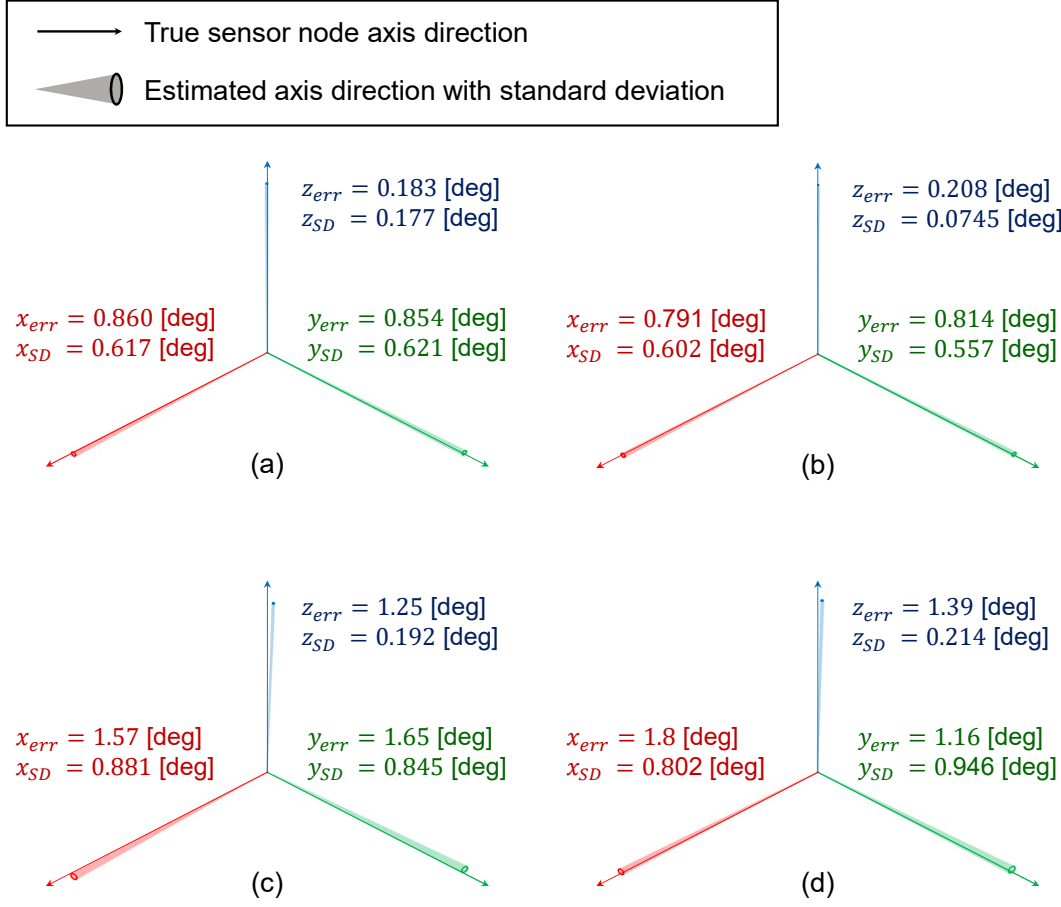 True sensor node axis direction
Estimated axis direction with standard deviation
z_err = 0.183 [deg]
z_SD = 0.177 [deg]
x_err = 0.860 [deg]
x_SD = 0.617 [deg]
y_err = 0.854 [deg]
y_SD = 0.621 [deg]
(a)
z_err = 0.208 [deg]
z_SD = 0.0745 [deg]
x_err = 0.791 [deg]
x_SD = 0.602 [deg]
y_err = 0.814 [deg]
y_SD = 0.557 [deg]
(b)
z_err = 1.25 [deg]
z_SD = 0.192 [deg]
x_err = 1.57 [deg]
x_SD = 0.881 [deg]
y_err = 1.65 [deg]
y_SD = 0.845 [deg]
(c)
z_err = 1.39 [deg]
z_SD = 0.214 [deg]
x_err = 1.8 [deg]
x_SD = 0.802 [deg]
y_err = 1.16 [deg]
y_SD = 0.946 [deg]
(d)